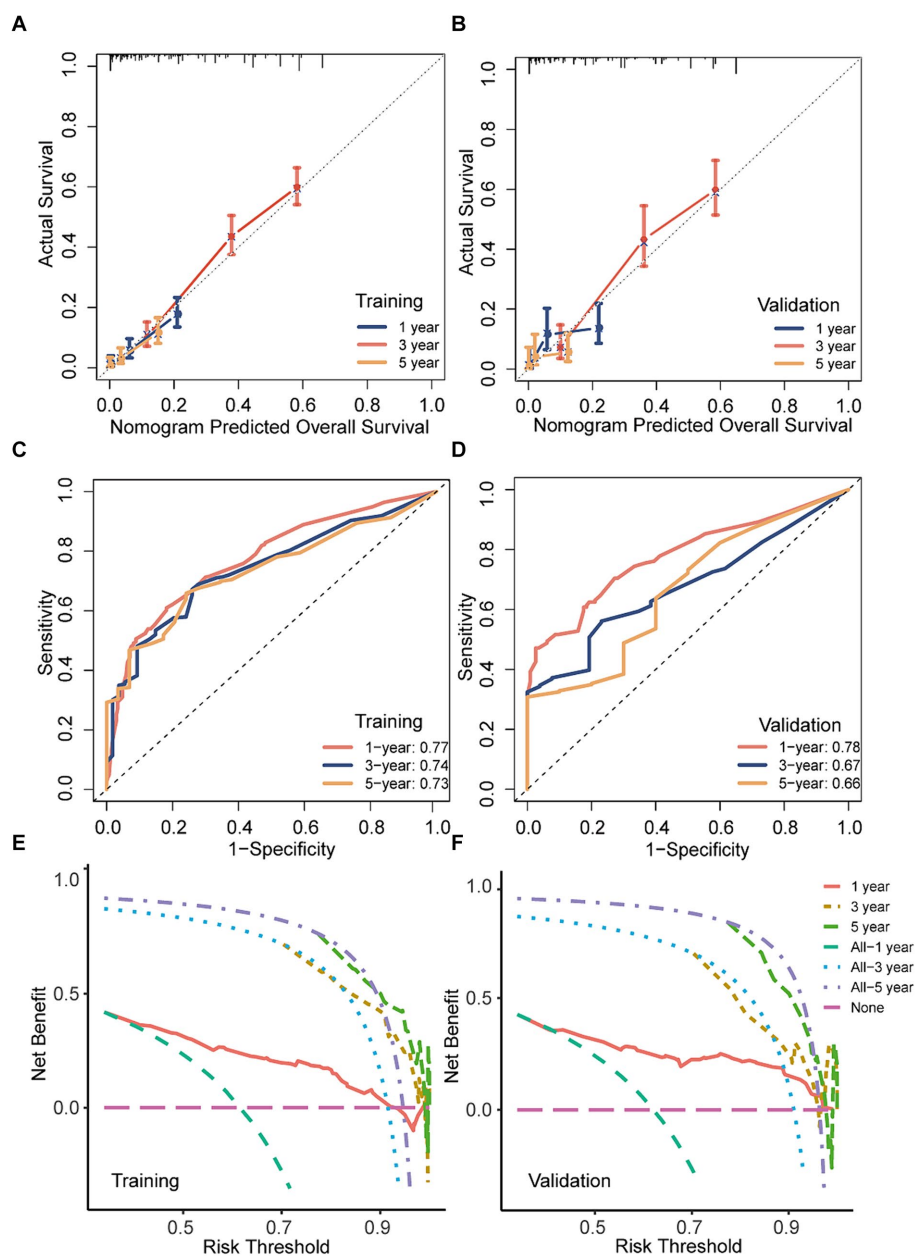 A
1.0
0.8
0.6
0.4
0.2
0.0
Actual Survival
Training
1 year
3 year
5 year
0.0 0.2 0.4 0.6 0.8 1.0
Nomogram Predicted Overall Survival
B
1.0
0.8
0.6
0.4
0.2
0.0
Actual Survival
Validation
1 year
3 year
5 year
0.0 0.2 0.4 0.6 0.8 1.0
Nomogram Predicted Overall Survival
C
1.0
0.8
0.6
0.4
0.2
0.0
Sensitivity
Training
1-year: 0.77
3-year: 0.74
5-year: 0.73
0.0 0.2 0.4 0.6 0.8 1.0
1−Specificity
D
1.0
0.8
0.6
0.4
0.2
0.0
Sensitivity
Validation
1-year: 0.78
3-year: 0.67
5-year: 0.66
0.0 0.2 0.4 0.6 0.8 1.0
1−Specificity
E
1.0
0.5
0.0
Net Benefit
Training
0.5 0.7 0.9
Risk Threshold
F
1.0
0.5
0.0
Net Benefit
Validation
0.5 0.7 0.9
Risk Threshold
1 year
3 year
5 year
All−1 year
All−3 year
All−5 year
None